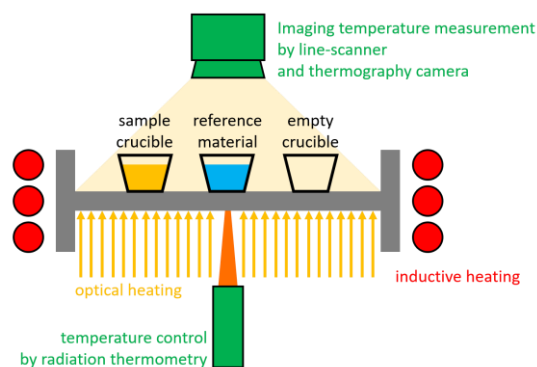 Imaging temperature measurement
by line-scanner
and thermography camera
sample
crucible
reference
material
empty
crucible
optical heating
inductive heating
temperature control
by radiation thermometry